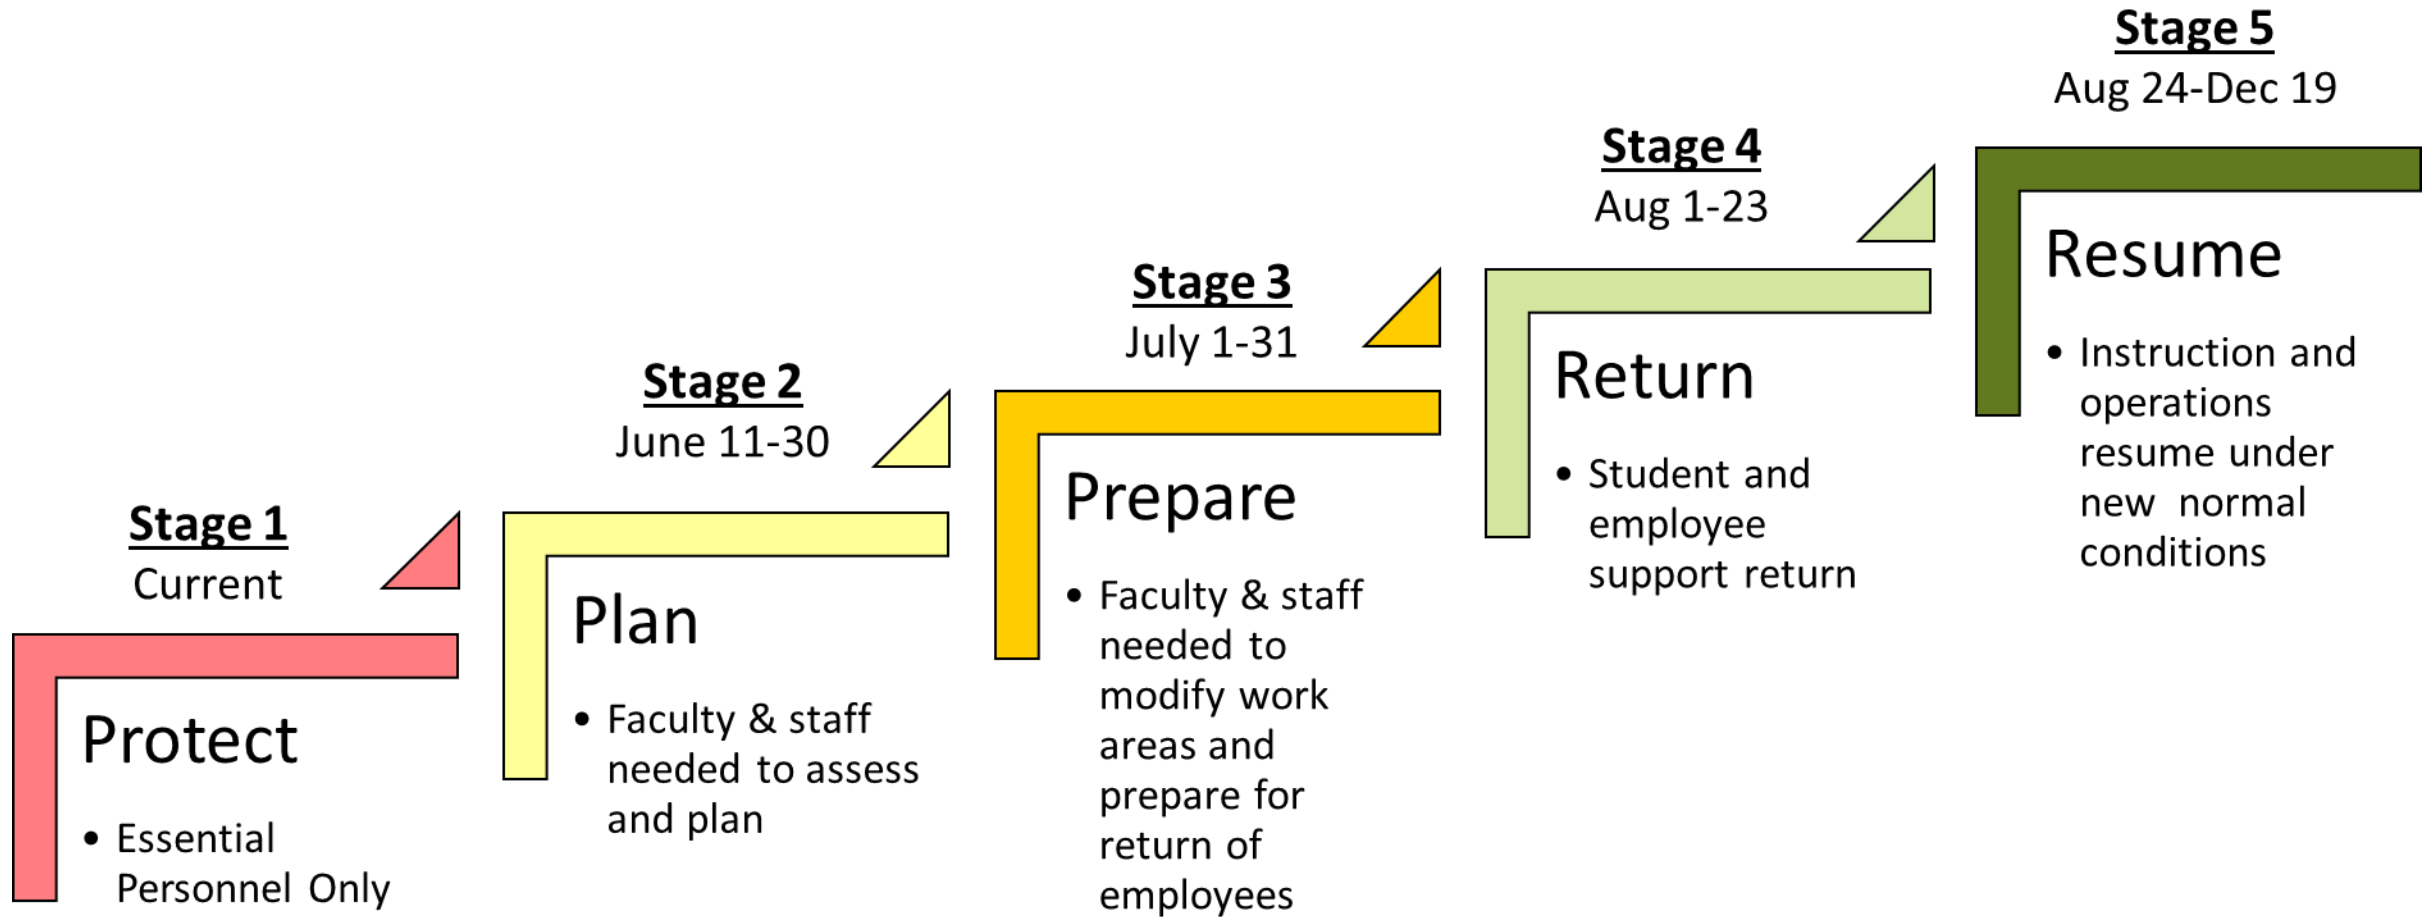 Stage 1
Current
Protect
• Essential
Personnel Only
Stage 2
June 11-30
Plan
• Faculty & staff
needed to assess
and plan
Stage 3
July 1-31
Prepare
• Faculty & staff
needed to
modify work
areas and
prepare for
return of
employees
Stage 4
Aug 1-23
Return
• Student and
employee
support return
Stage 5
Aug 24-Dec 19
Resume
• Instruction and
operations
resume under
new normal
conditions